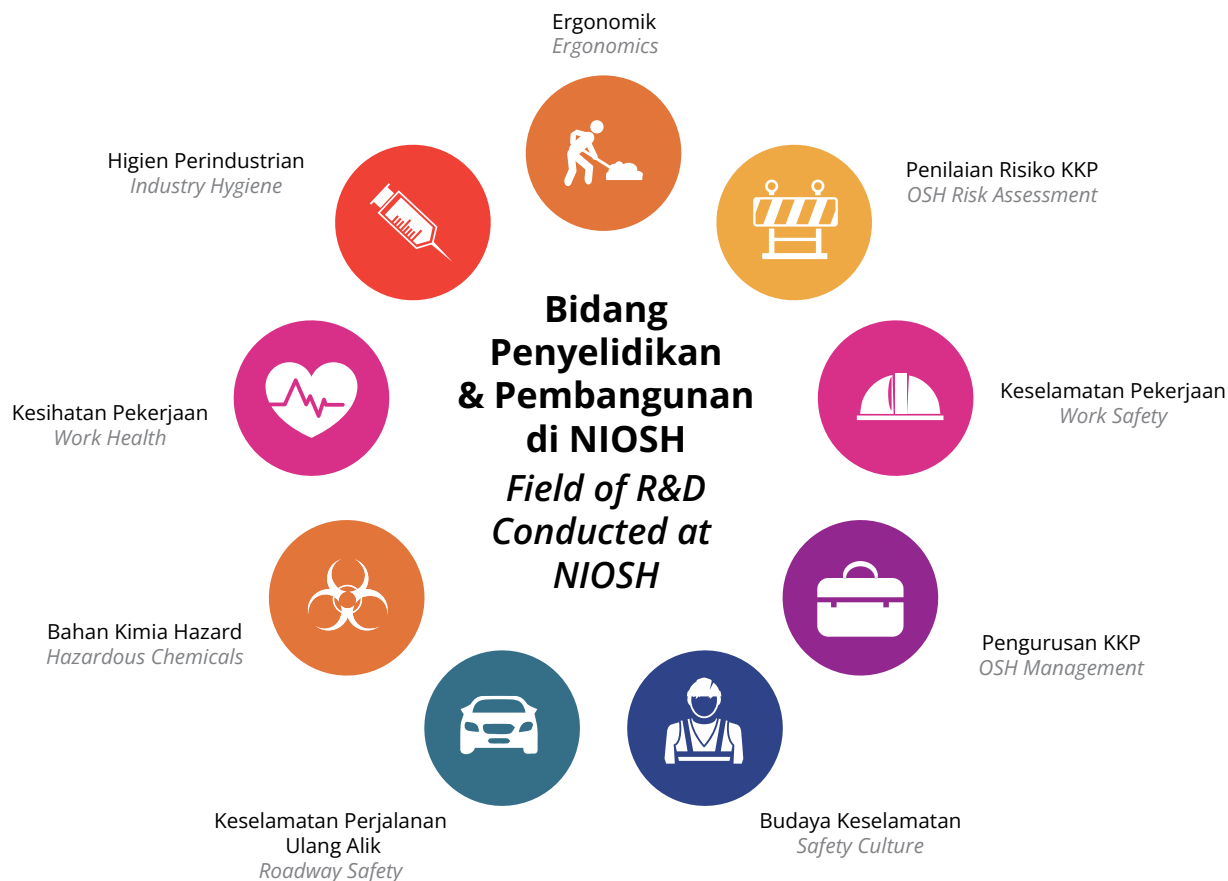 Ergonomik
Ergonomics
Higien Perindustrian
Industry Hygiene
Penilaian Risiko KKP
OSH Risk Assessment
Bidang
Penyelidikan
& Pembangunan
di NIOSH
Field of R&D
Conducted at
NIOSH
Kesihatan Pekerjaan
Work Health
Keselamatan Pekerjaan
Work Safety
Bahan Kimia Hazard
Hazardous Chemicals
Pengurusan KKP
OSH Management
Keselamatan Perjalanan
Ulang Alik
Roadway Safety
Budaya Keselamatan
Safety Culture